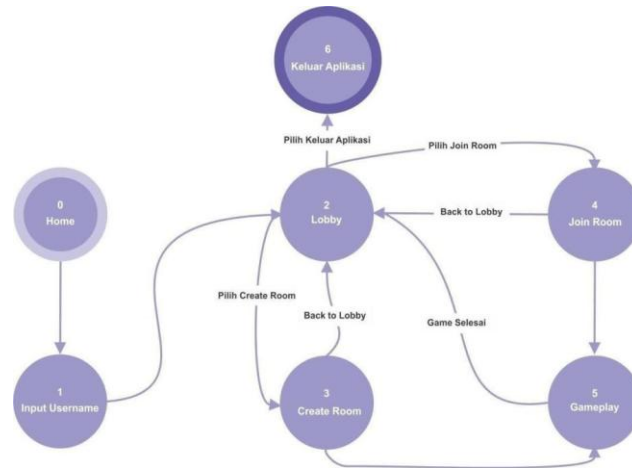 6
Keluar Aplikasi
Pilih Keluar Aplikasi
Pilih Join Room
0
Home
2
Lobby
Back to Lobby
4
Join Room
Pilih Create Room
Back to Lobby
Game Selesai
1
Input Username
3
Create Room
5
Gameplay